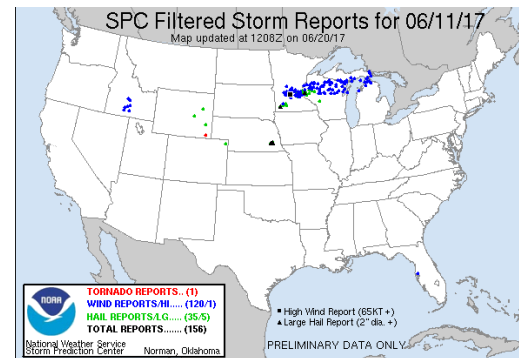 SPC Filtered Storm Reports for 06/11/17
Map updated at 1208Z on 06/20/17
NOAA
TORNADO REPORTS.. (1)
WIND REPORTS/HI..... (120/1)
HAIL REPORTS/LG..... (35/5)
TOTAL REPORTS....... (156)
National Weather Service
Storm Prediction Center Norman, Oklahoma
High Wind Report (65KT +)
Large Hail Report (2" dia. +)
PRELIMINARY DATA ONLY